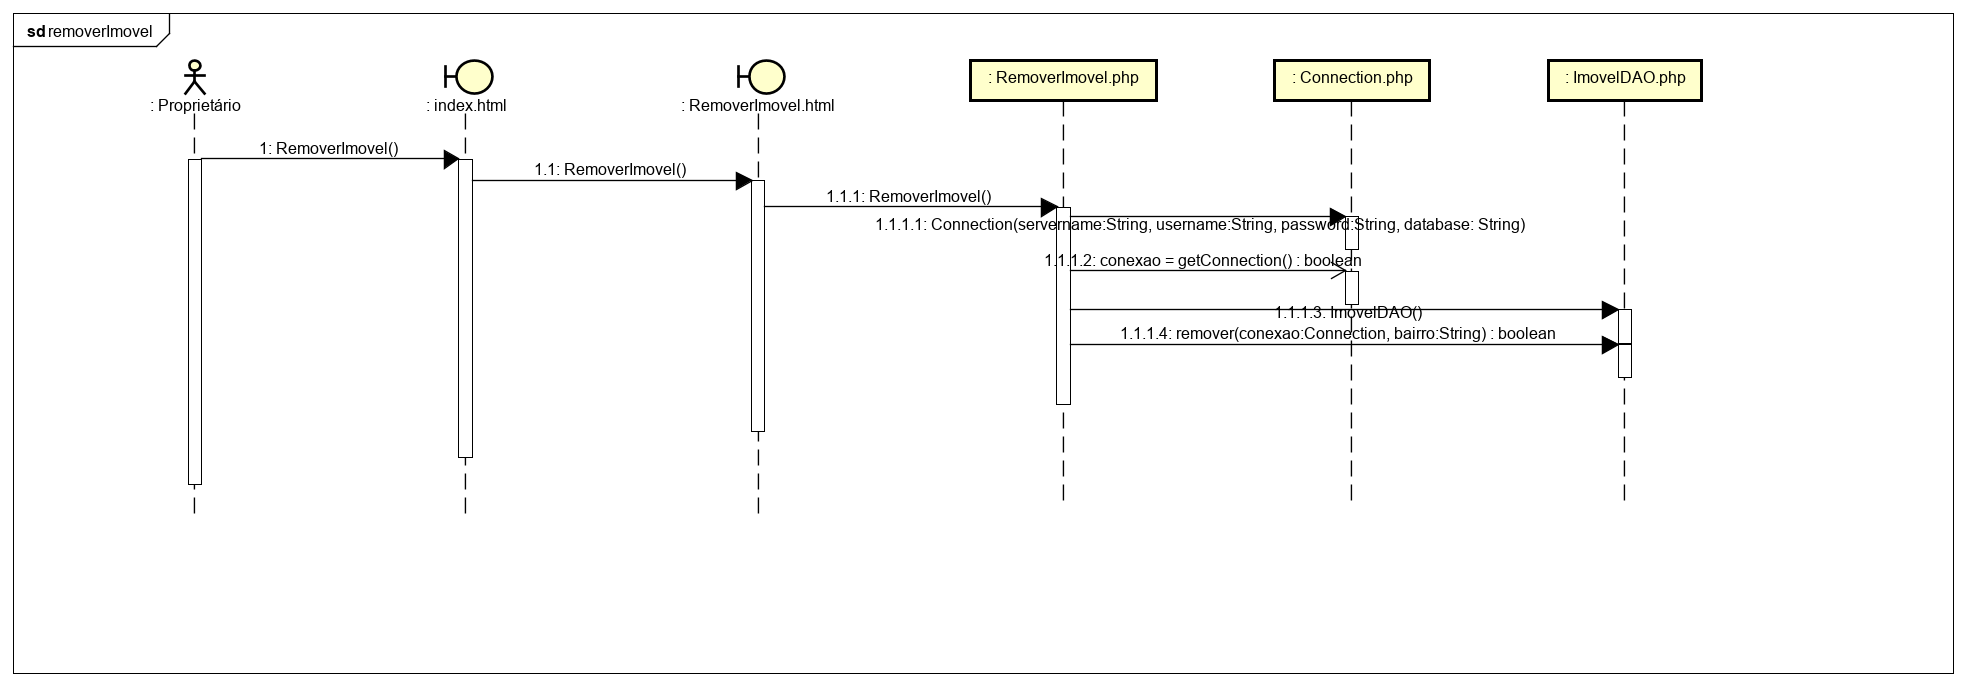 sd removerImovel
: Proprietário
: index.html
: RemoverImovel.html
: RemoverImovel.php
: Connection.php
: ImovelDAO.php
1: RemoverImovel()
1.1: RemoverImovel()
1.1.1: RemoverImovel()
1.1.1.1: Connection(servername:String, username:String, password:String, database: String)
1.1.1.2: conexao = getConnection() : boolean
1.1.1.3: ImovelDAO()
1.1.1.4: remover(conexao:Connection, bairro:String) : boolean